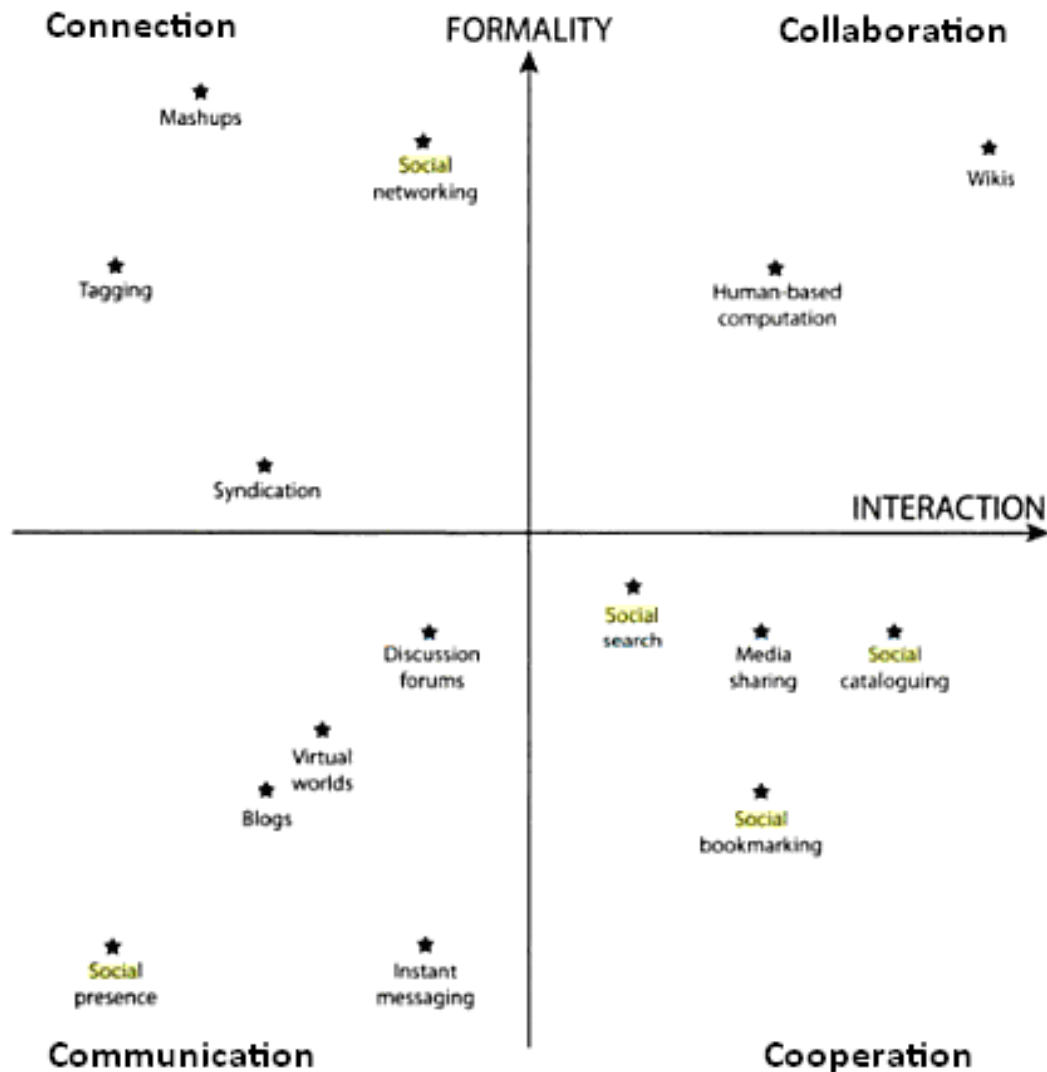 Connection
FORMALITY
Collaboration
Mashups
Social
networking
Wikis
Tagging
Human-based
computation
Syndication
INTERACTION
Social
search
Discussion
forums
Media
sharing
Social
cataloguing
Virtual
worlds
Blogs
Social
bookmarking
Social
presence
Instant
messaging
Communication
Cooperation